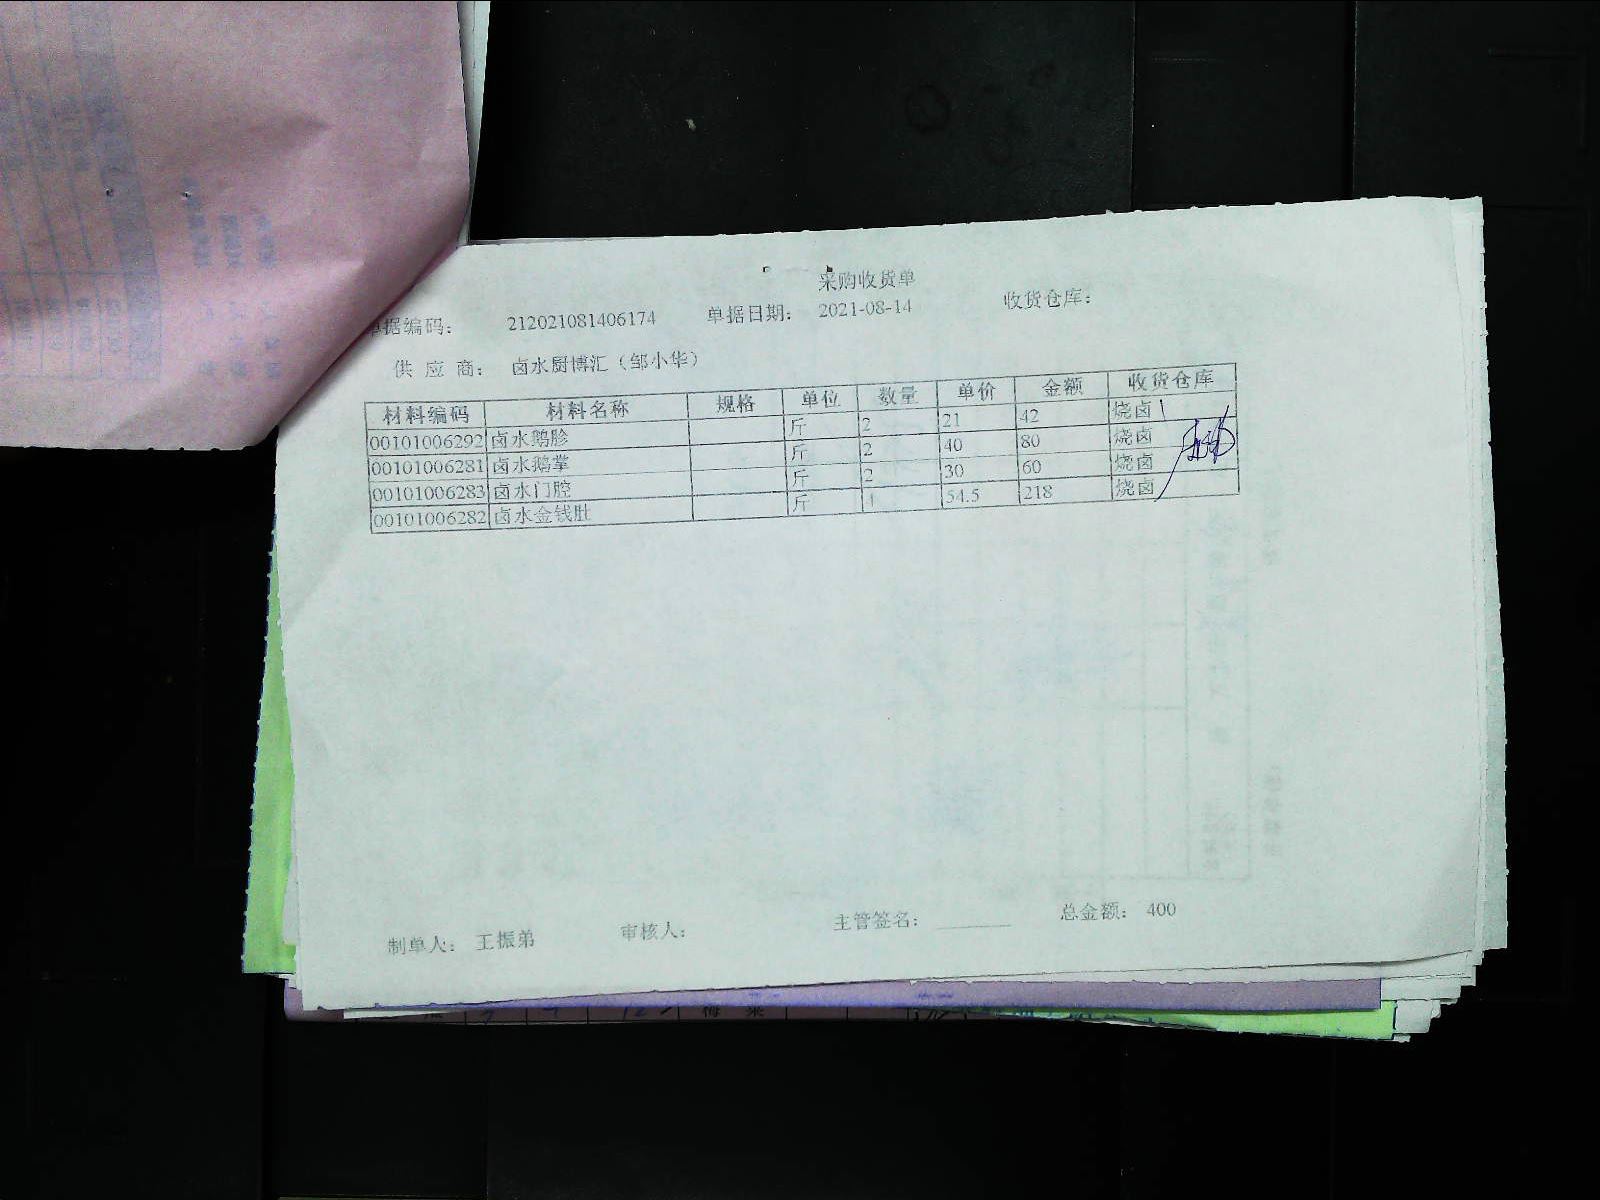 采购收货单
单据编码： 212021081406174 单据日期： 2021-08-14 收货仓库：
供 应 商： 卤水厨博汇（邹小华）
材料编码 材料名称 规格 单位 数量 单价 金额 收货仓库
00101006292 卤水鹅胗 斤 2 21 42 烧卤
00101006281 卤水鹅掌 斤 2 40 80 烧卤
00101006283 卤水门腔 斤 2 30 60 烧卤
00101006282 卤水金钱肚 斤 4 54.5 218 烧卤
制单人： 王振弟 审核人： 主管签名： 总金额： 400